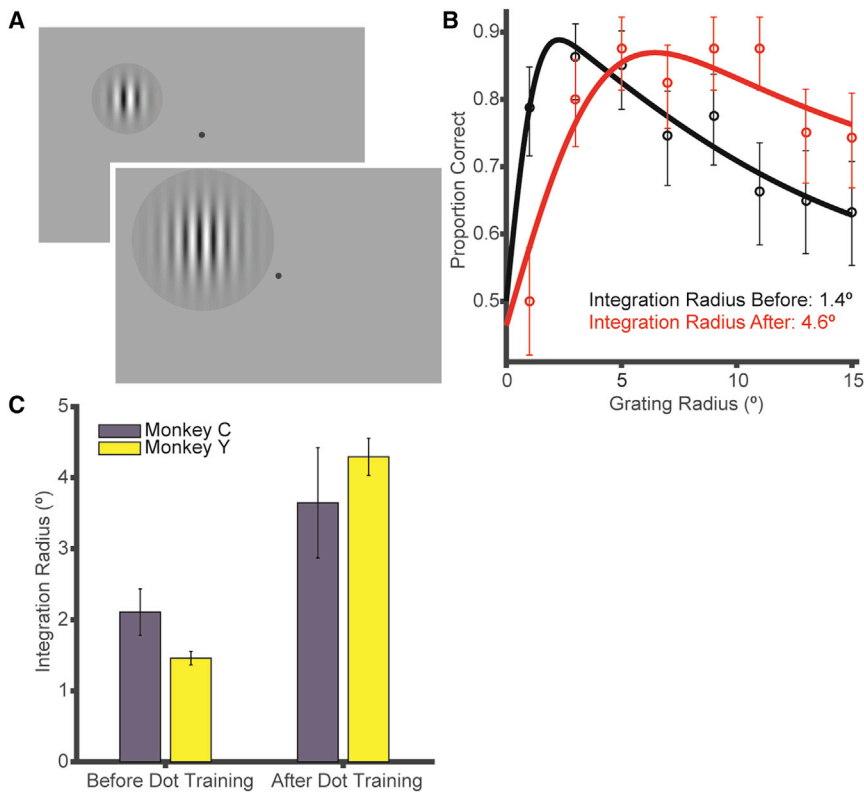 A
B
0.9
0.8
0.7
0.6
0.5
Proportion Correct
Integration Radius Before: 1.4º
Integration Radius After: 4.6º
0
5
10
15
Grating Radius (º)
C
5
4
3
2
1
0
Integration Radius (º)
Monkey C
Monkey Y
Before Dot Training
After Dot Training